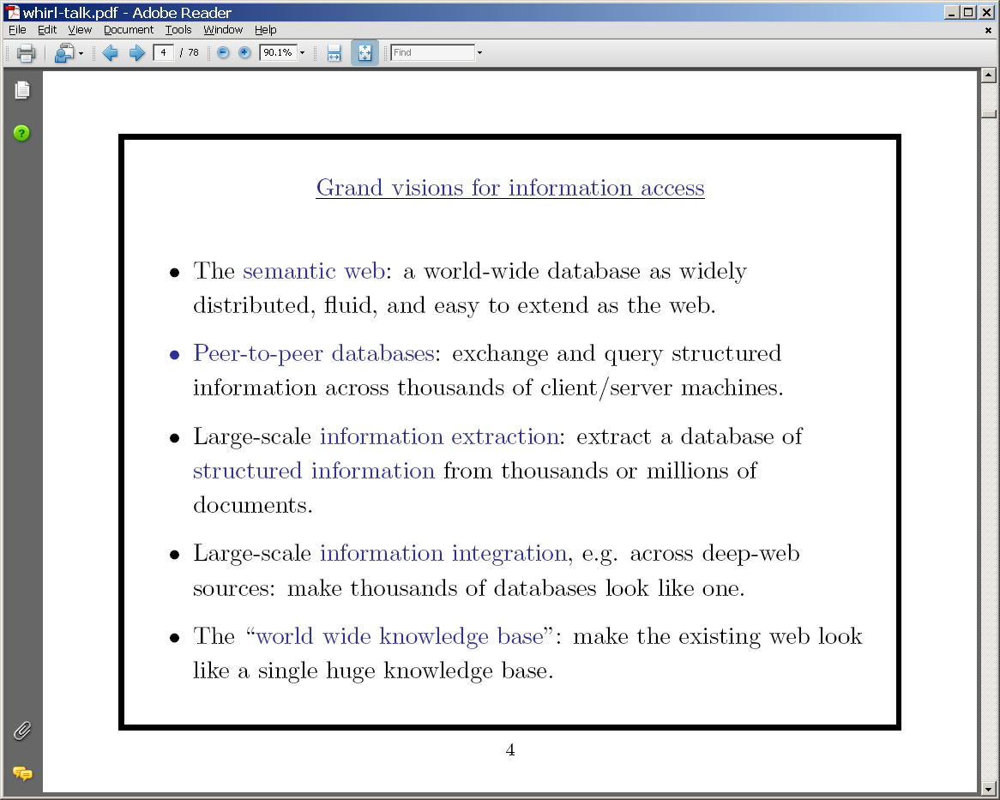 whirl-talk.pdf - Adobe Reader
File Edit View Document Tools Window Help
4 / 78 90.1% Find
Grand visions for information access
• The semantic web: a world-wide database as widely
distributed, fluid, and easy to extend as the web.
• Peer-to-peer databases: exchange and query structured
information across thousands of client/server machines.
• Large-scale information extraction: extract a database of
structured information from thousands or millions of
documents.
• Large-scale information integration, e.g. across deep-web
sources: make thousands of databases look like one.
• The “world wide knowledge base”: make the existing web look
like a single huge knowledge base.
4